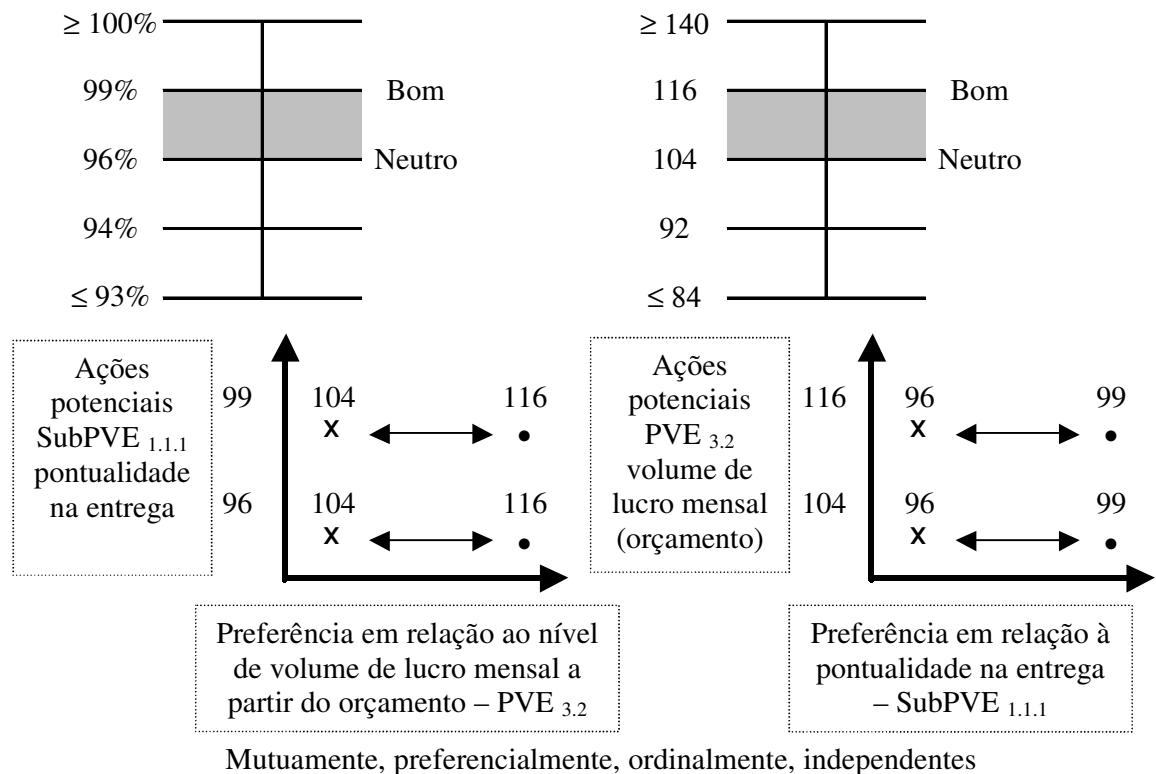 ≥ 100%
99%
Bom
96%
Neutro
94%
≤ 93%
≥ 140
116
Bom
104
Neutro
92
≤ 84
Ações
potenciais
SubPVE 1.1.1
pontualidade
na entrega
99
104
116
x
96
104
116
x
Preferência em relação ao nível
de volume de lucro mensal a
partir do orçamento – PVE 3.2
Ações
potenciais
PVE 3.2
volume de
lucro mensal
(orçamento)
116
96
99
x
104
96
99
x
Preferência em relação à
pontualidade na entrega
– SubPVE 1.1.1
Mutuamente, preferencialmente, ordinalmente, independentes